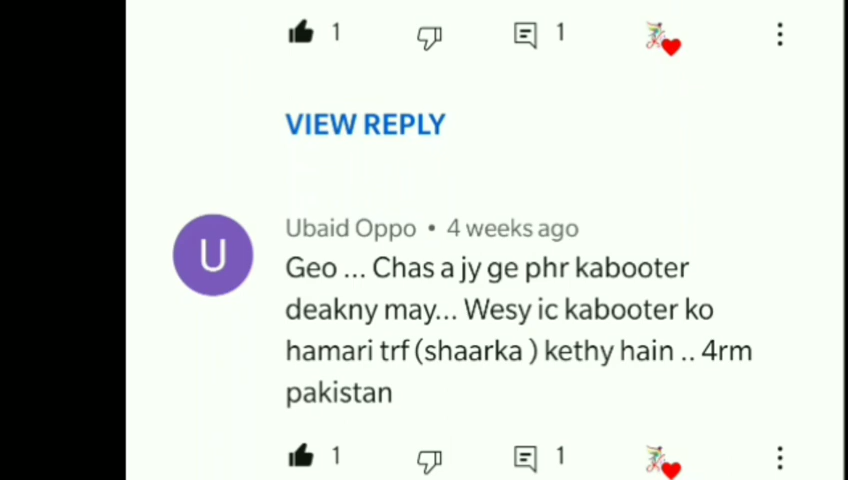 1 1
VIEW REPLY
U
Ubaid Oppo • 4 weeks ago
Geo ... Chas a jy ge phr kabooter
deakny may... Wesy ic kabooter ko
hamari trf (shaarka ) kethy hain .. 4rm
pakistan
1 1